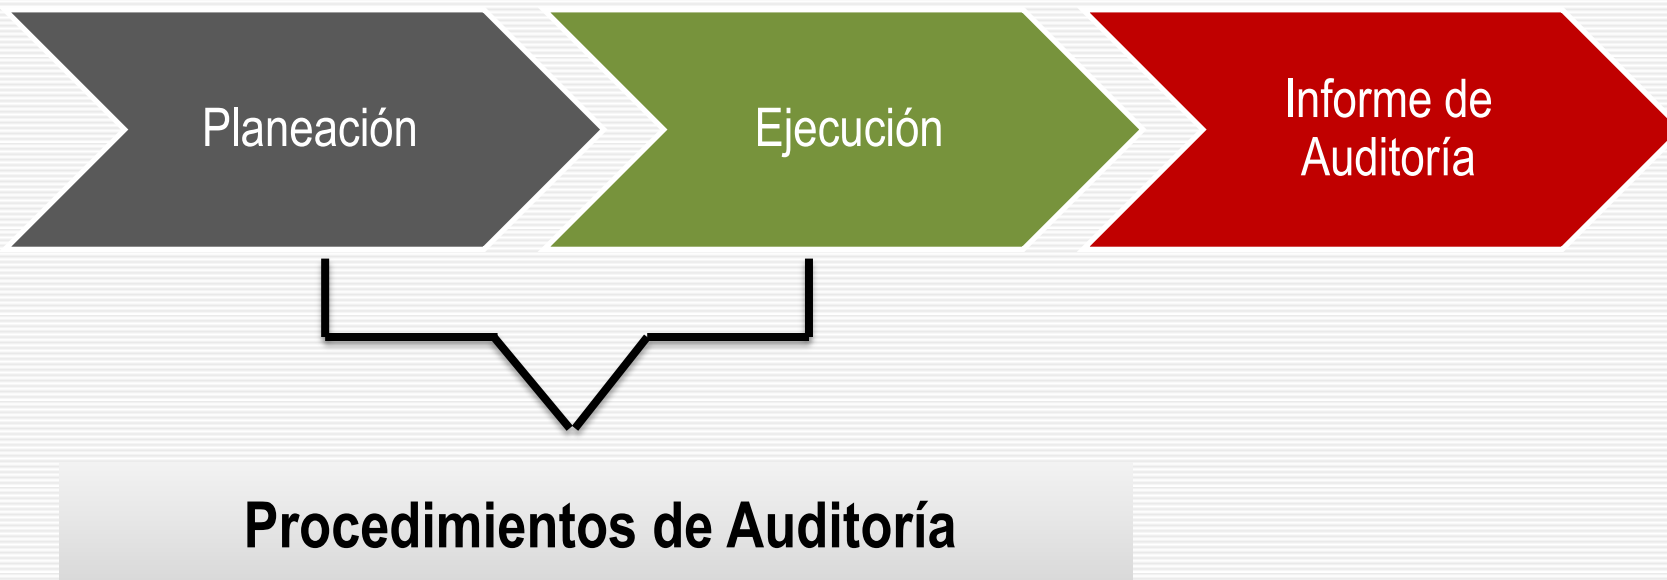 Planeación
Ejecución
Informe de
Auditoría
Procedimientos de Auditoría